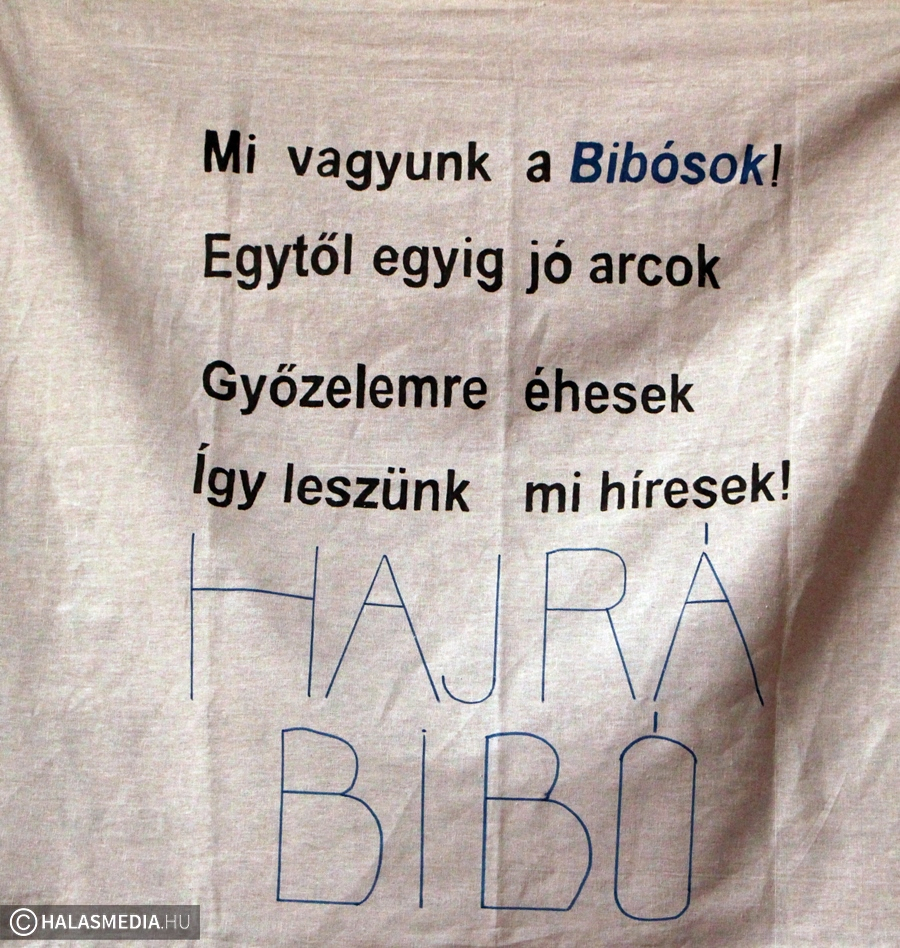 Mi vagyunk a Bibósok!
Egytől egyig jó arcok
Győzelemre éhesek
Így leszünk mi híresek!
HAJRÁ
BIBÓ
© HALASMEDIA.HU